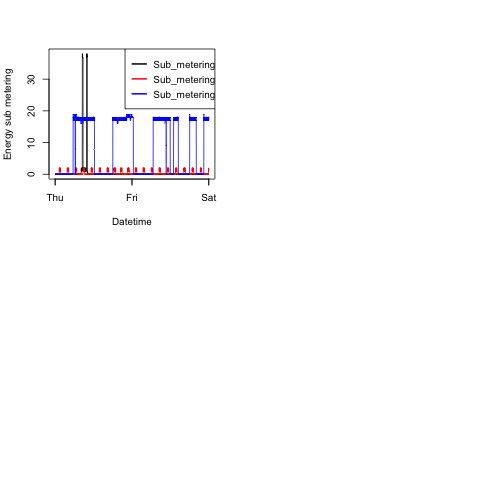 Energy sub metering
30
20
10
0
Sub_metering
Sub_metering
Sub_metering
Thu Fri Sat
Datetime